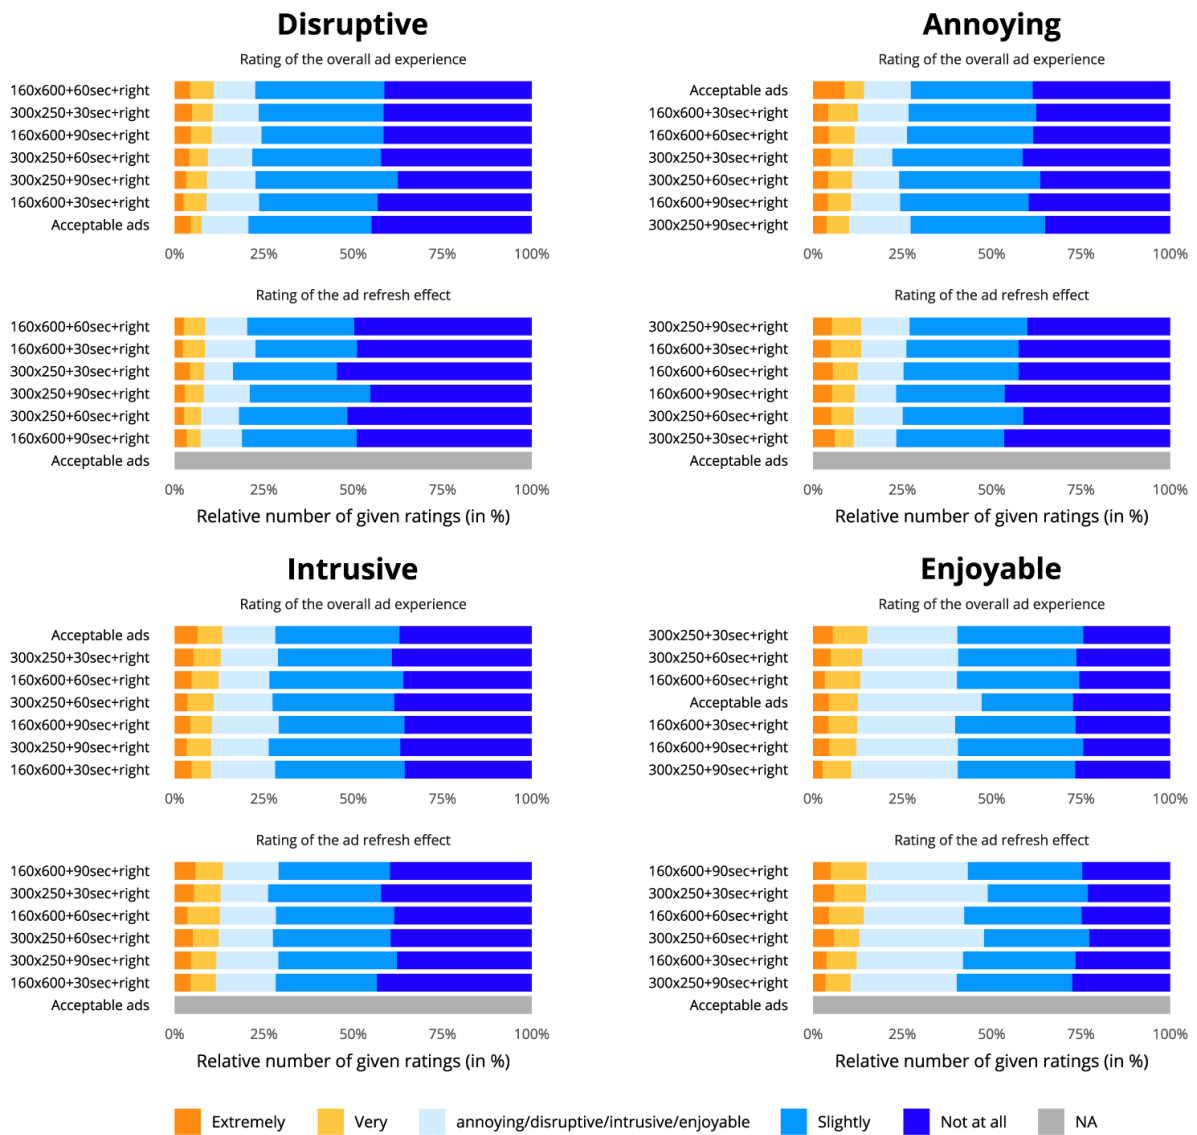 Disruptive
Rating of the overall ad experience
160x600+60sec+right
300x250+30sec+right
160x600+90sec+right
300x250+60sec+right
300x250+90sec+right
160x600+30sec+right
Acceptable ads
0% 25% 50% 75% 100%
Rating of the ad refresh effect
160x600+60sec+right
160x600+30sec+right
300x250+30sec+right
300x250+90sec+right
300x250+60sec+right
160x600+90sec+right
Acceptable ads
0% 25% 50% 75% 100%
Relative number of given ratings (in %)
Annoying
Rating of the overall ad experience
Acceptable ads
160x600+30sec+right
160x600+60sec+right
300x250+30sec+right
300x250+60sec+right
160x600+90sec+right
300x250+90sec+right
0% 25% 50% 75% 100%
Rating of the ad refresh effect
300x250+90sec+right
160x600+30sec+right
160x600+60sec+right
160x600+90sec+right
300x250+60sec+right
300x250+30sec+right
Acceptable ads
0% 25% 50% 75% 100%
Relative number of given ratings (in %)
Intrusive
Rating of the overall ad experience
Acceptable ads
300x250+30sec+right
160x600+60sec+right
300x250+60sec+right
160x600+90sec+right
300x250+90sec+right
160x600+30sec+right
0% 25% 50% 75% 100%
Rating of the ad refresh effect
160x600+90sec+right
300x250+30sec+right
160x600+60sec+right
300x250+60sec+right
300x250+90sec+right
160x600+30sec+right
Acceptable ads
0% 25% 50% 75% 100%
Relative number of given ratings (in %)
Enjoyable
Rating of the overall ad experience
300x250+30sec+right
300x250+60sec+right
160x600+60sec+right
Acceptable ads
160x600+30sec+right
160x600+90sec+right
300x250+90sec+right
0% 25% 50% 75% 100%
Rating of the ad refresh effect
160x600+90sec+right
300x250+30sec+right
160x600+60sec+right
300x250+60sec+right
160x600+30sec+right
300x250+90sec+right
Acceptable ads
0% 25% 50% 75% 100%
Relative number of given ratings (in %)
Extremely Very annoying/disruptive/intrusive/enjoyable Slightly Not at all NA